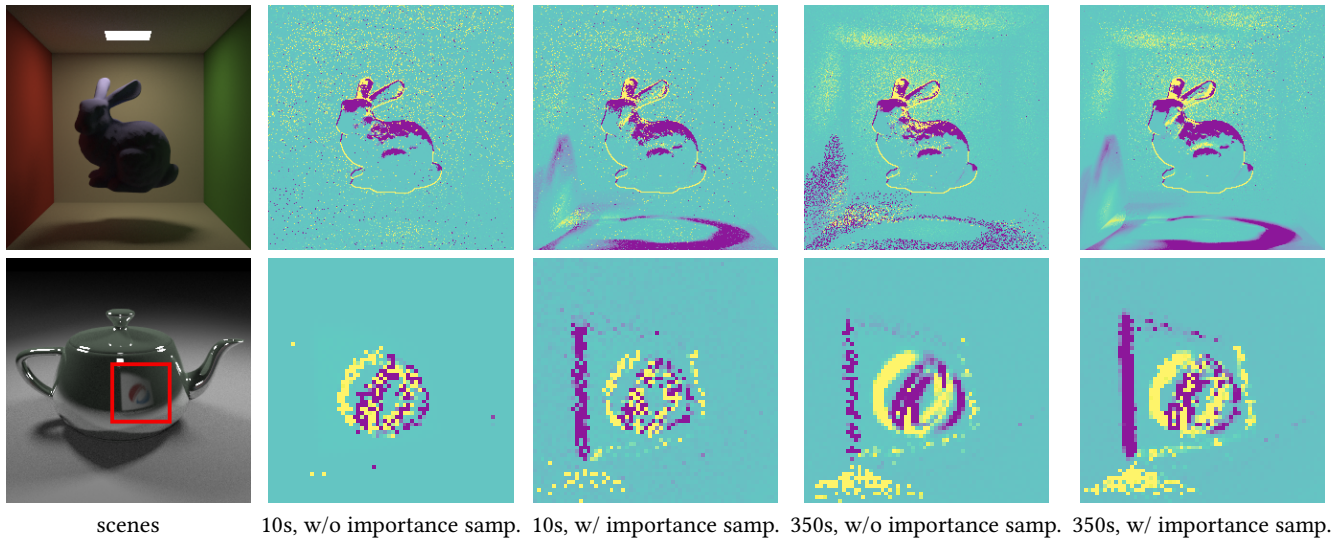 scenes
10s, w/o importance samp.
10s, w/ importance samp.
350s, w/o importance samp.
350s, w/ importance samp.